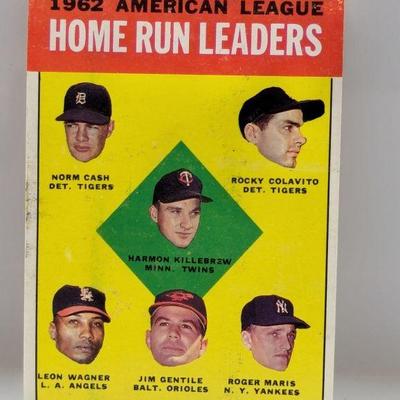 1962 AMERICAN LEAGUE
HOME RUN LEADERS
NORM CASH
DET. TIGERS
ROCKY COLAVITO
DET. TIGERS
HARMON KILLEBREW
MINN. TWINS
LEON WAGNER
L. A. ANGELS
JIM GENTILE
BALT. ORIOLES
ROGER MARIS
N. Y. YANKEES